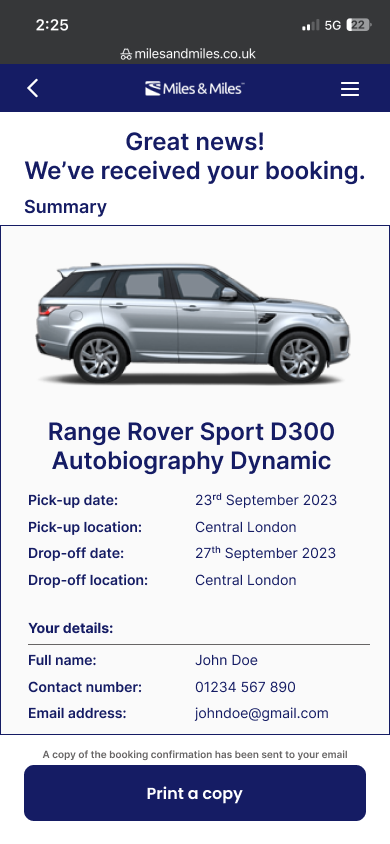 2:25
5G 22
milesandmiles.co.uk
Miles & Miles™
Great news!
We’ve received your booking.
Summary
Range Rover Sport D300
Autobiography Dynamic
Pick-up date: 23ʳᵈ September 2023
Pick-up location: Central London
Drop-off date: 27ᵗʰ September 2023
Drop-off location: Central London
Your details:
Full name: John Doe
Contact number: 01234 567 890
Email address: johndoe@gmail.com
A copy of the booking confirmation has been sent to your email
Print a copy